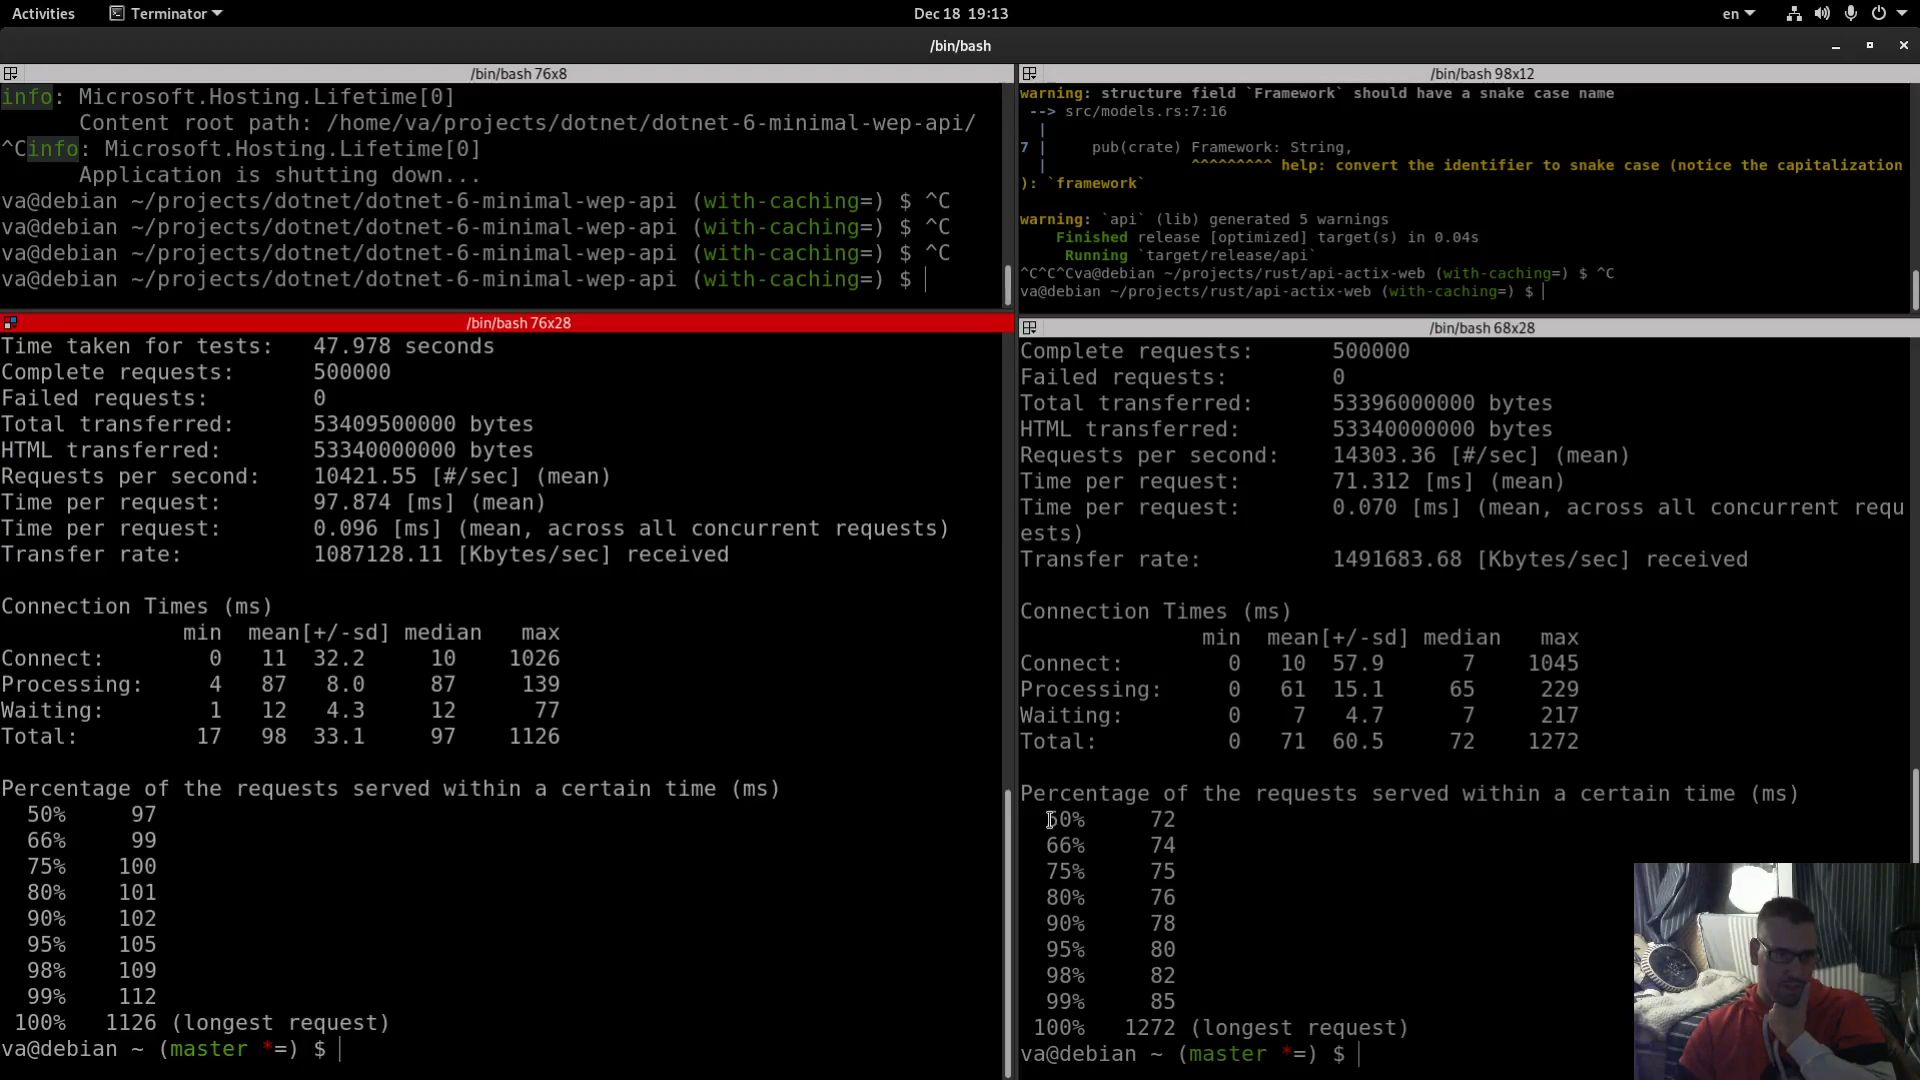 Activities
Terminator
Dec 18 19:13
en
/bin/bash
/bin/bash 76x8
info: Microsoft.Hosting.Lifetime[0]
Content root path: /home/va/projects/dotnet/dotnet-6-minimal-wep-api/
^Cinfo: Microsoft.Hosting.Lifetime[0]
Application is shutting down...
va@debian ~/projects/dotnet/dotnet-6-minimal-wep-api (with-caching=) $ ^C
va@debian ~/projects/dotnet/dotnet-6-minimal-wep-api (with-caching=) $ ^C
va@debian ~/projects/dotnet/dotnet-6-minimal-wep-api (with-caching=) $ ^C
va@debian ~/projects/dotnet/dotnet-6-minimal-wep-api (with-caching=) $
/bin/bash 98x12
warning: structure field `Framework` should have a snake case name
--> src/models.rs:7:16
|
7 | pub(crate) Framework: String,
| ^^^^^^^^^ help: convert the identifier to snake case (notice the capitalization
): `framework`
warning: `api` (lib) generated 5 warnings
Finished release [optimized] target(s) in 0.04s
Running `target/release/api`
^C^C^Cva@debian ~/projects/rust/api-actix-web (with-caching=) $ ^C
va@debian ~/projects/rust/api-actix-web (with-caching=) $
/bin/bash 76x28
Time taken for tests: 47.978 seconds
Complete requests: 500000
Failed requests: 0
Total transferred: 53409500000 bytes
HTML transferred: 53340000000 bytes
Requests per second: 10421.55 [#/sec] (mean)
Time per request: 97.874 [ms] (mean)
Time per request: 0.096 [ms] (mean, across all concurrent requests)
Transfer rate: 1087128.11 [Kbytes/sec] received
Connection Times (ms)
min mean[+/-sd] median max
Connect: 0 11 32.2 10 1026
Processing: 4 87 8.0 87 139
Waiting: 1 12 4.3 12 77
Total: 17 98 33.1 97 1126
Percentage of the requests served within a certain time (ms)
50% 97
66% 99
75% 100
80% 101
90% 102
95% 105
98% 109
99% 112
100% 1126 (longest request)
va@debian ~ (master *=) $
/bin/bash 68x28
Complete requests: 500000
Failed requests: 0
Total transferred: 53396000000 bytes
HTML transferred: 53340000000 bytes
Requests per second: 14303.36 [#/sec] (mean)
Time per request: 71.312 [ms] (mean)
Time per request: 0.070 [ms] (mean, across all concurrent requ
ests)
Transfer rate: 1491683.68 [Kbytes/sec] received
Connection Times (ms)
min mean[+/-sd] median max
Connect: 0 10 57.9 7 1045
Processing: 0 61 15.1 65 229
Waiting: 0 7 4.7 7 217
Total: 0 71 60.5 72 1272
Percentage of the requests served within a certain time (ms)
50% 72
66% 74
75% 75
80% 76
90% 78
95% 80
98% 82
99% 85
100% 1272 (longest request)
va@debian ~ (master *=) $